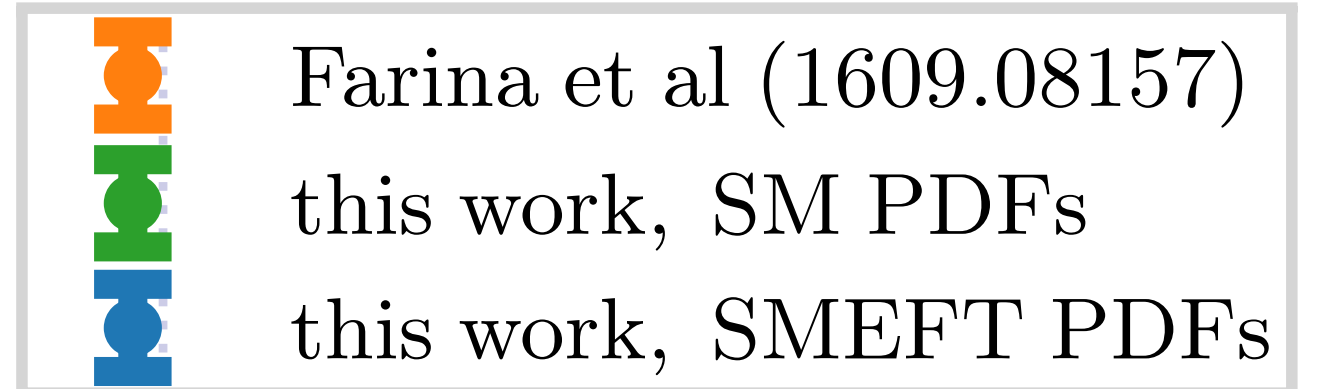 Farina et al (1609.08157)
this work, SM PDFs
this work, SMEFT PDFs